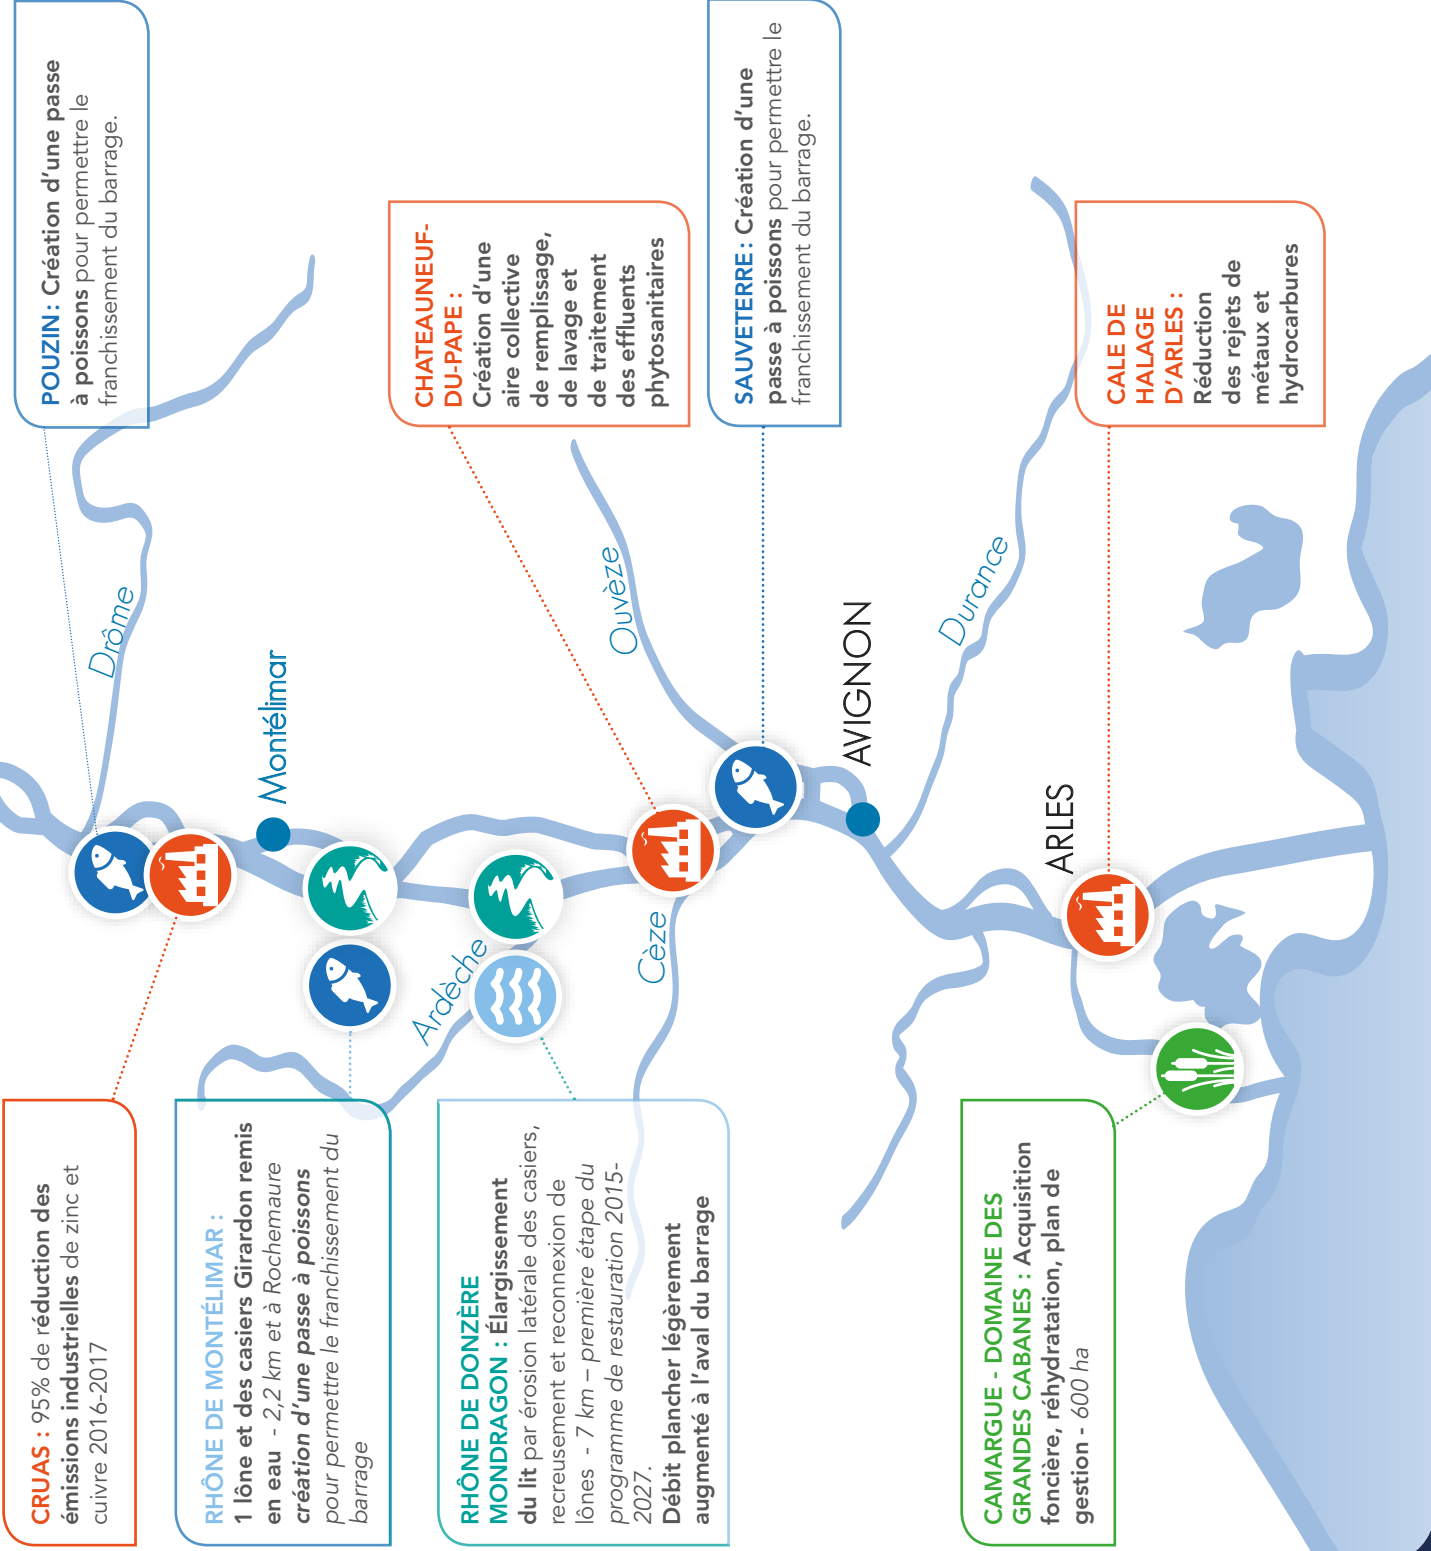 POUZIN : Création d'une passe
à poissons pour permettre le
franchissement du barrage.
CHATEAUNEUF-
DU-PAPE :
Création d'une
aire collective
de remplissage,
de lavage et
de traitement
des effluents
phytosanitaires
SAUVETERRE : Création d'une
passe à poissons pour permettre le
franchissement du barrage.
CALE DE
HALAGE
D'ARLES :
Réduction
des rejets de
métaux et
hydrocarbures
Drôme
Montélimar
Ouvèze
AVIGNON
Durance
ARLES
Ardèche
Cèze
CRUAS : 95% de réduction des
émissions industrielles de zinc et
cuivre 2016-2017
RHÔNE DE MONTÉLIMAR :
1 lône et des casiers Girardon remis
en eau - 2,2 km et à Rochemaure
création d'une passe à poissons
pour permettre le franchissement du
barrage
RHÔNE DE DONZÈRE
MONDRAGON : Élargissement
du lit par érosion latérale des casiers,
recreusement et reconnexion de
lônes - 7 km – première étape du
programme de restauration 2015-
2027.
Débit plancher légèrement
augmenté à l'aval du barrage
CAMARGUE - DOMAINE DES
GRANDES CABANES : Acquisition
foncière, réhydratation, plan de
gestion - 600 ha